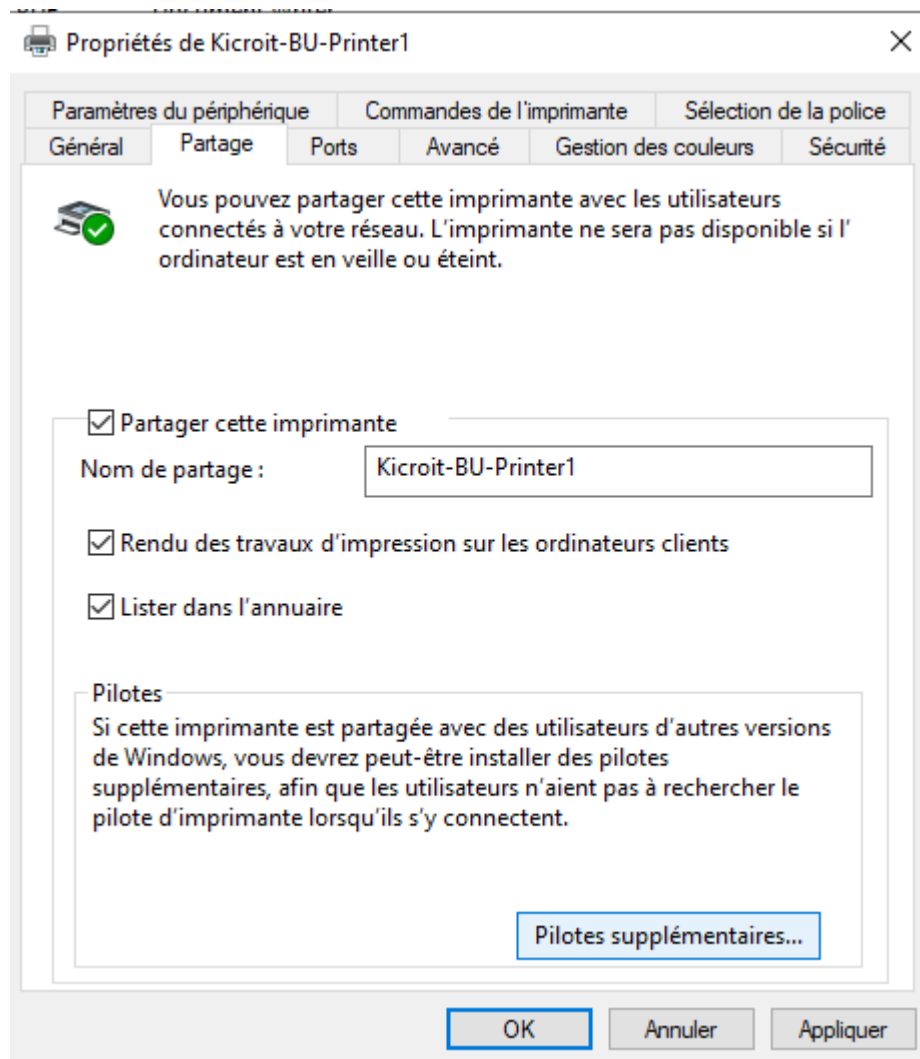 Propriétés de Kicroit-BU-Printer1
Paramètres du périphérique Commandes de l'imprimante Sélection de la police
Général Partage Ports Avancé Gestion des couleurs Sécurité
Vous pouvez partager cette imprimante avec les utilisateurs
connectés à votre réseau. L'imprimante ne sera pas disponible si l'
ordinateur est en veille ou éteint.
Partager cette imprimante
Nom de partage : Kicroit-BU-Printer1
Rendu des travaux d'impression sur les ordinateurs clients
Lister dans l'annuaire
Pilotes
Si cette imprimante est partagée avec des utilisateurs d'autres versions
de Windows, vous devrez peut-être installer des pilotes
supplémentaires, afin que les utilisateurs n'aient pas à rechercher le
pilote d'imprimante lorsqu'ils s'y connectent.
Pilotes supplémentaires...
OK Annuler Appliquer